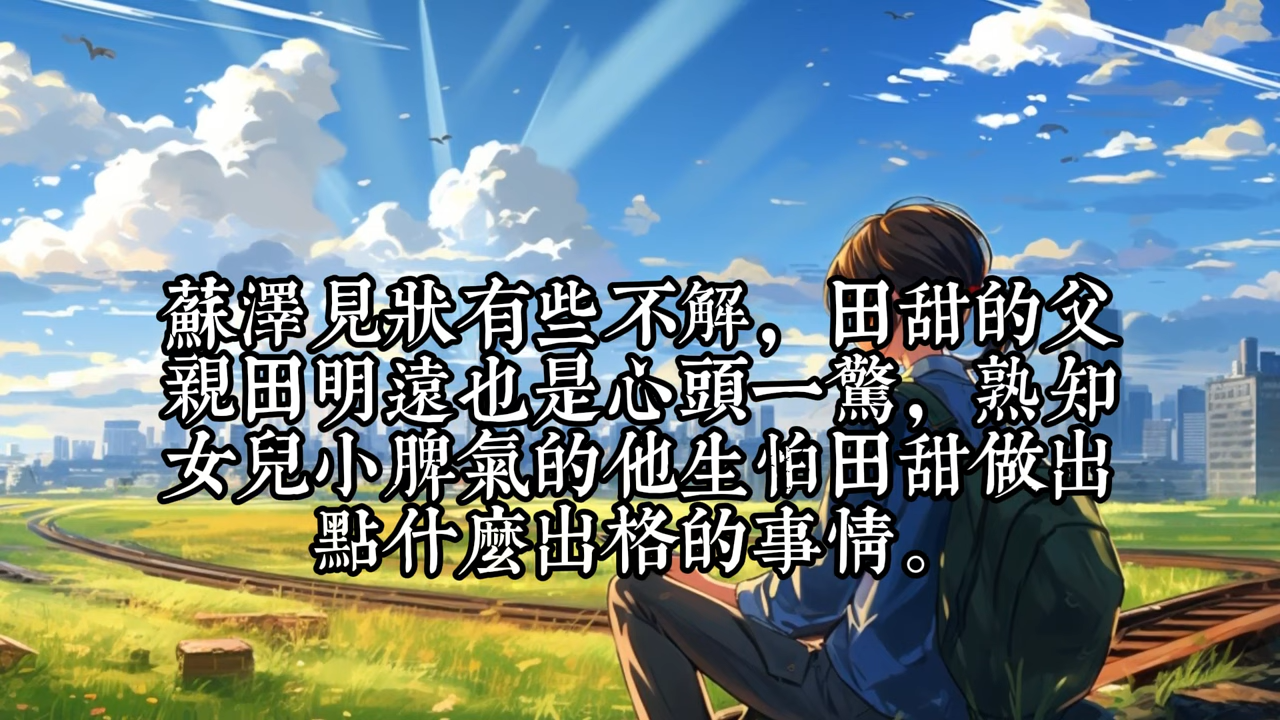 蘇澤見狀有些不解，田甜的父
親田明遠也是心頭一驚，熟知
女兒小脾氣的他生怕田甜做出
點什麼出格的事情。